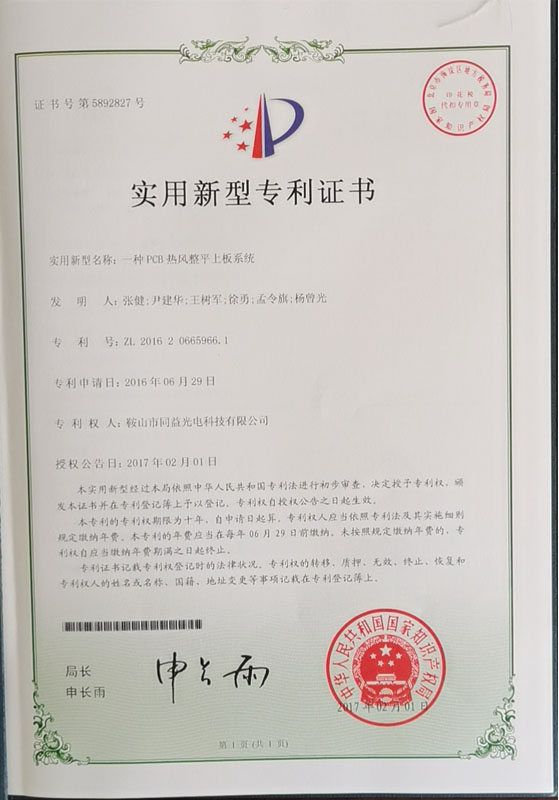 证书号第5892827号
印花税
代扣专用章
国家知识产权局
实用新型专利证书
实用新型名称：一种PCB热风整平上板系统
发明人：张健;尹建华;王树军;徐勇;孟令旗;杨曾光
专利号：ZL 2016 2 0665966.1
专利申请日：2016年06月29日
专利权人：鞍山市同益光电科技有限公司
授权公告日：2017年02月01日
本实用新型经过本局依照中华人民共和国专利法进行初步审查，决定授予专利权，颁
发本证书并在专利登记簿上予以登记。专利权自授权公告之日起生效。
本专利的专利权期限为十年，自申请日起算。专利权人应当依照专利法及其实施细则
规定缴纳年费。本专利的年费应当在每年06月29日前缴纳。未按照规定缴纳年费的，专
利权自应当缴纳年费期满之日起终止。
专利证书记载专利权登记时的法律状况。专利权的转移、质押、无效、终止、恢复和
专利权人的姓名或名称、国籍、地址变更等事项记载在专利登记簿上。
局长
申长雨
申长雨
中华人民共和国国家知识产权局
2017年02月01日
第1页(共1页)